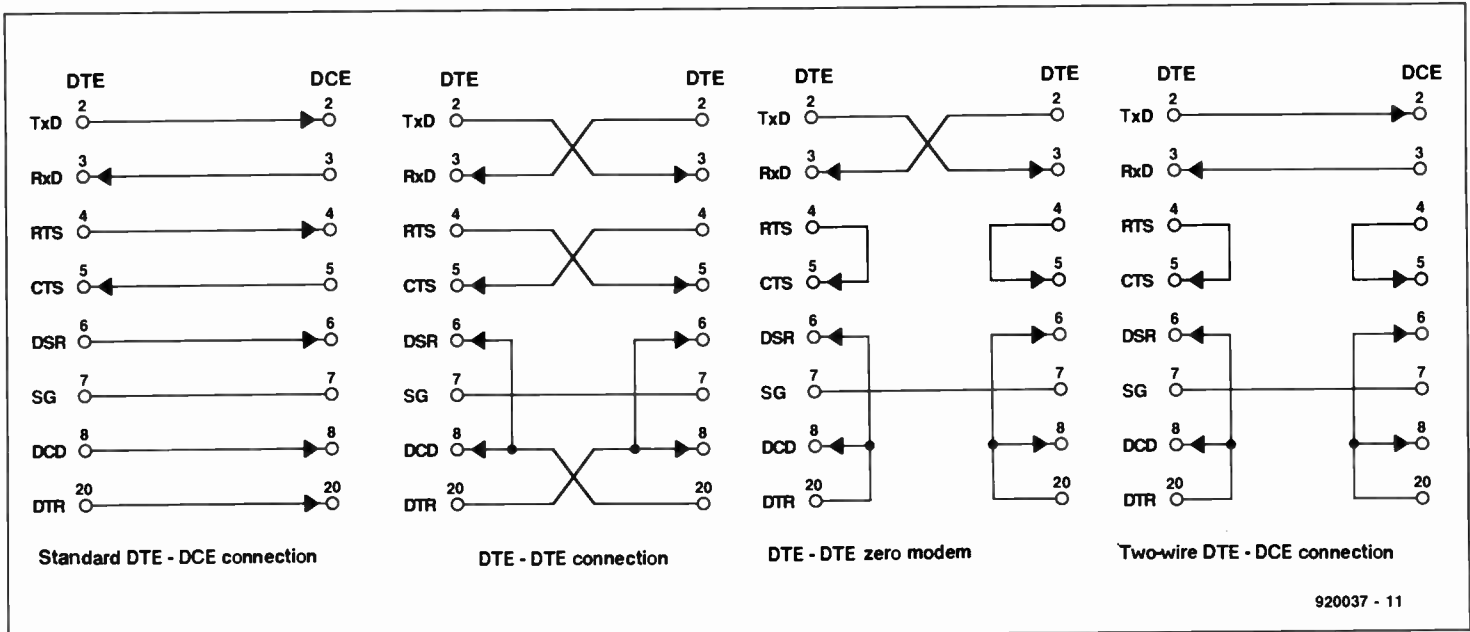 DTE DCE
2 2
TxD
3 3
RxD
4 4
RTS
5 5
CTS
6 6
DSR
7 7
SG
8 8
DCD
20 20
DTR
Standard DTE - DCE connection
DTE DTE
2 2
TxD
3 3
RxD
4 4
RTS
5 5
CTS
6 6
DSR
7 7
SG
8 8
DCD
20 20
DTR
DTE - DTE connection
DTE DTE
2 2
TxD
3 3
RxD
4 4
RTS
5 5
CTS
6 6
DSR
7 7
SG
8 8
DCD
20 20
DTR
DTE - DTE zero modem
DTE DCE
2 2
TxD
3 3
RxD
4 4
RTS
5 5
CTS
6 6
DSR
7 7
SG
8 8
DCD
20 20
DTR
Two-wire DTE - DCE connection
920037 - 11